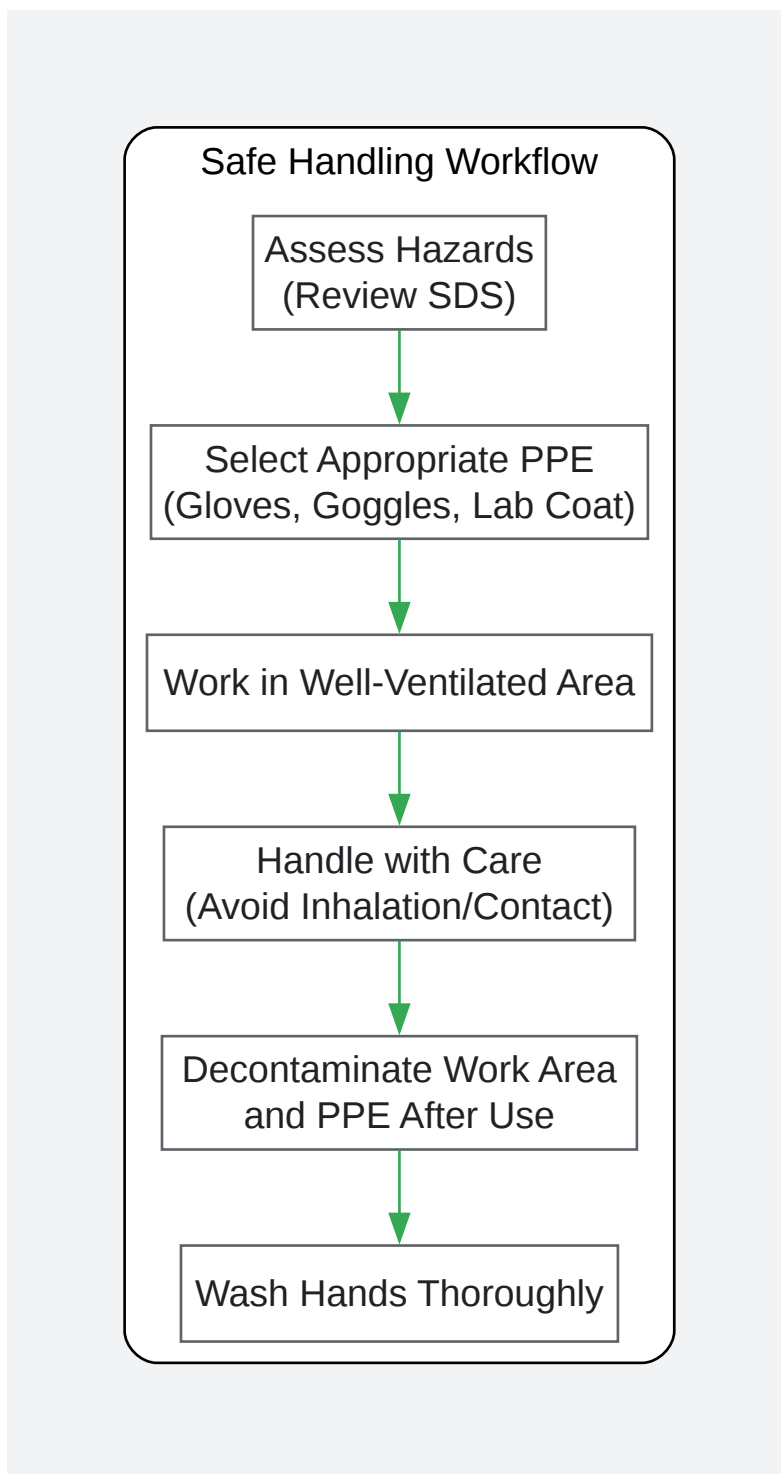 Safe Handling Workflow
Assess Hazards
(Review SDS)
Select Appropriate PPE
(Gloves, Goggles, Lab Coat)
Work in Well-Ventilated Area
Handle with Care
(Avoid Inhalation/Contact)
Decontaminate Work Area
and PPE After Use
Wash Hands Thoroughly